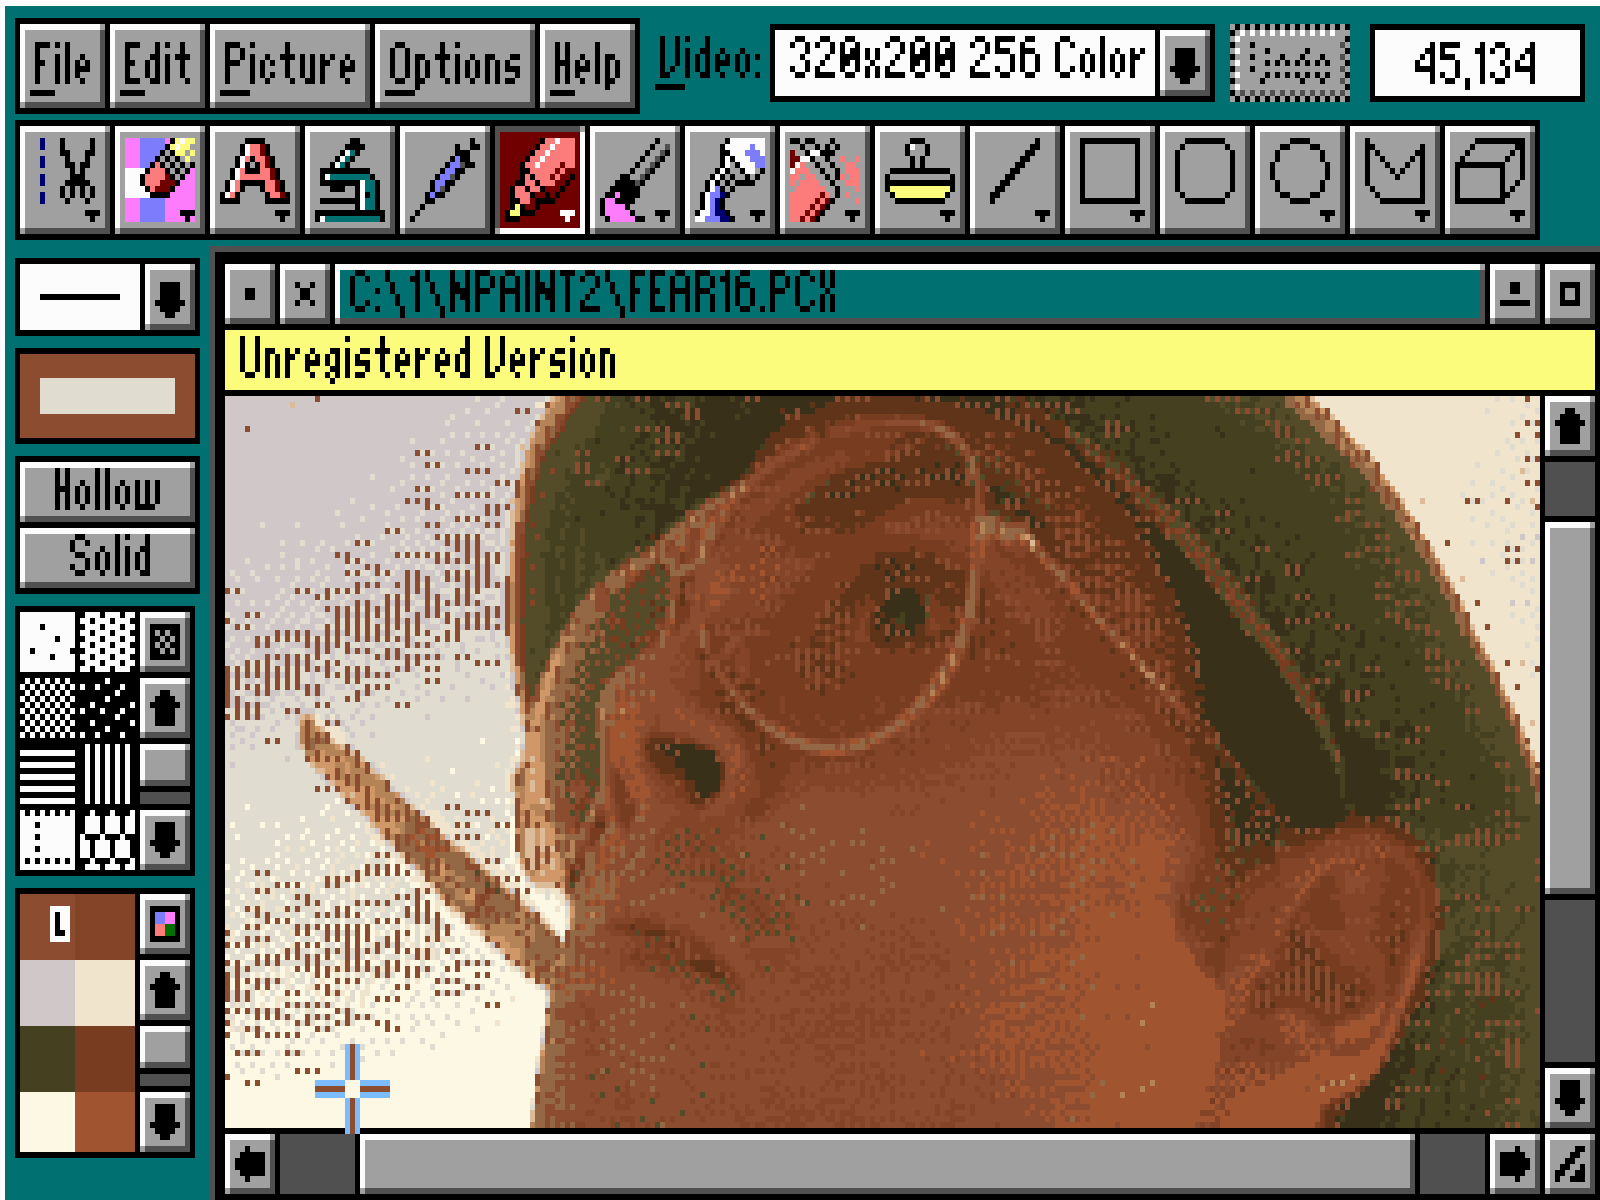 File Edit Picture Options Help Video: 320x200 256 Color Undo 45,134
A
C:\1\NPAINT2\FEAR16.PCX
Unregistered Version
Hollow
Solid
L